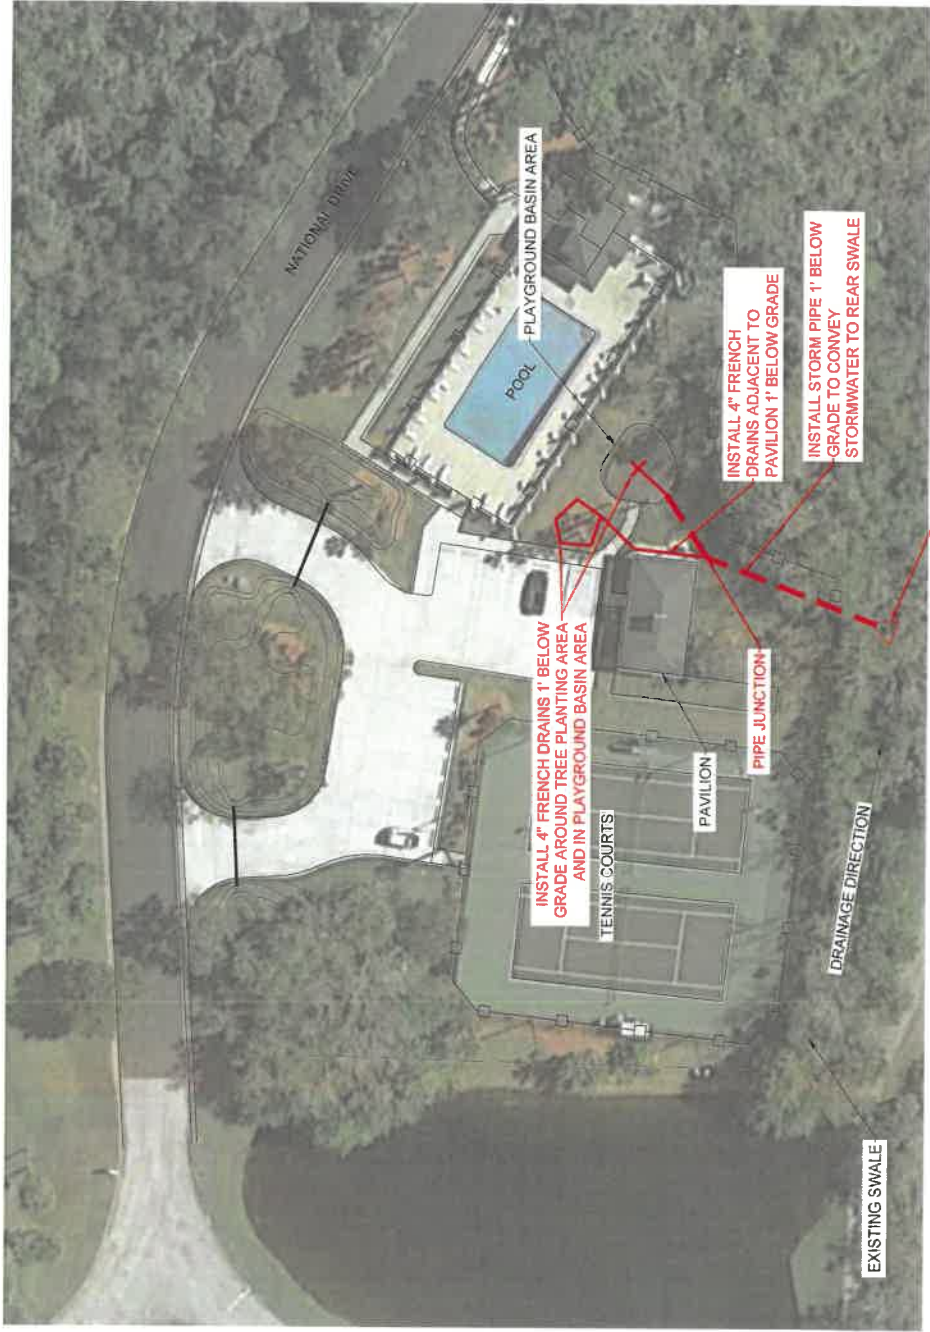 NATIONAL DRIVE
PLAYGROUND BASIN AREA
POOL
INSTALL 4" FRENCH
DRAINS ADJACENT TO
PAVILION 1' BELOW GRADE
INSTALL STORM PIPE 1' BELOW
GRADE TO CONVEY
STORMWATER TO REAR SWALE
INSTALL 4" FRENCH DRAINS 1' BELOW
GRADE AROUND TREE PLANTING AREA
AND IN PLAYGROUND BASIN AREA
TENNIS COURTS
PAVILION
PIPE JUNCTION
DRAINAGE DIRECTION
EXISTING SWALE